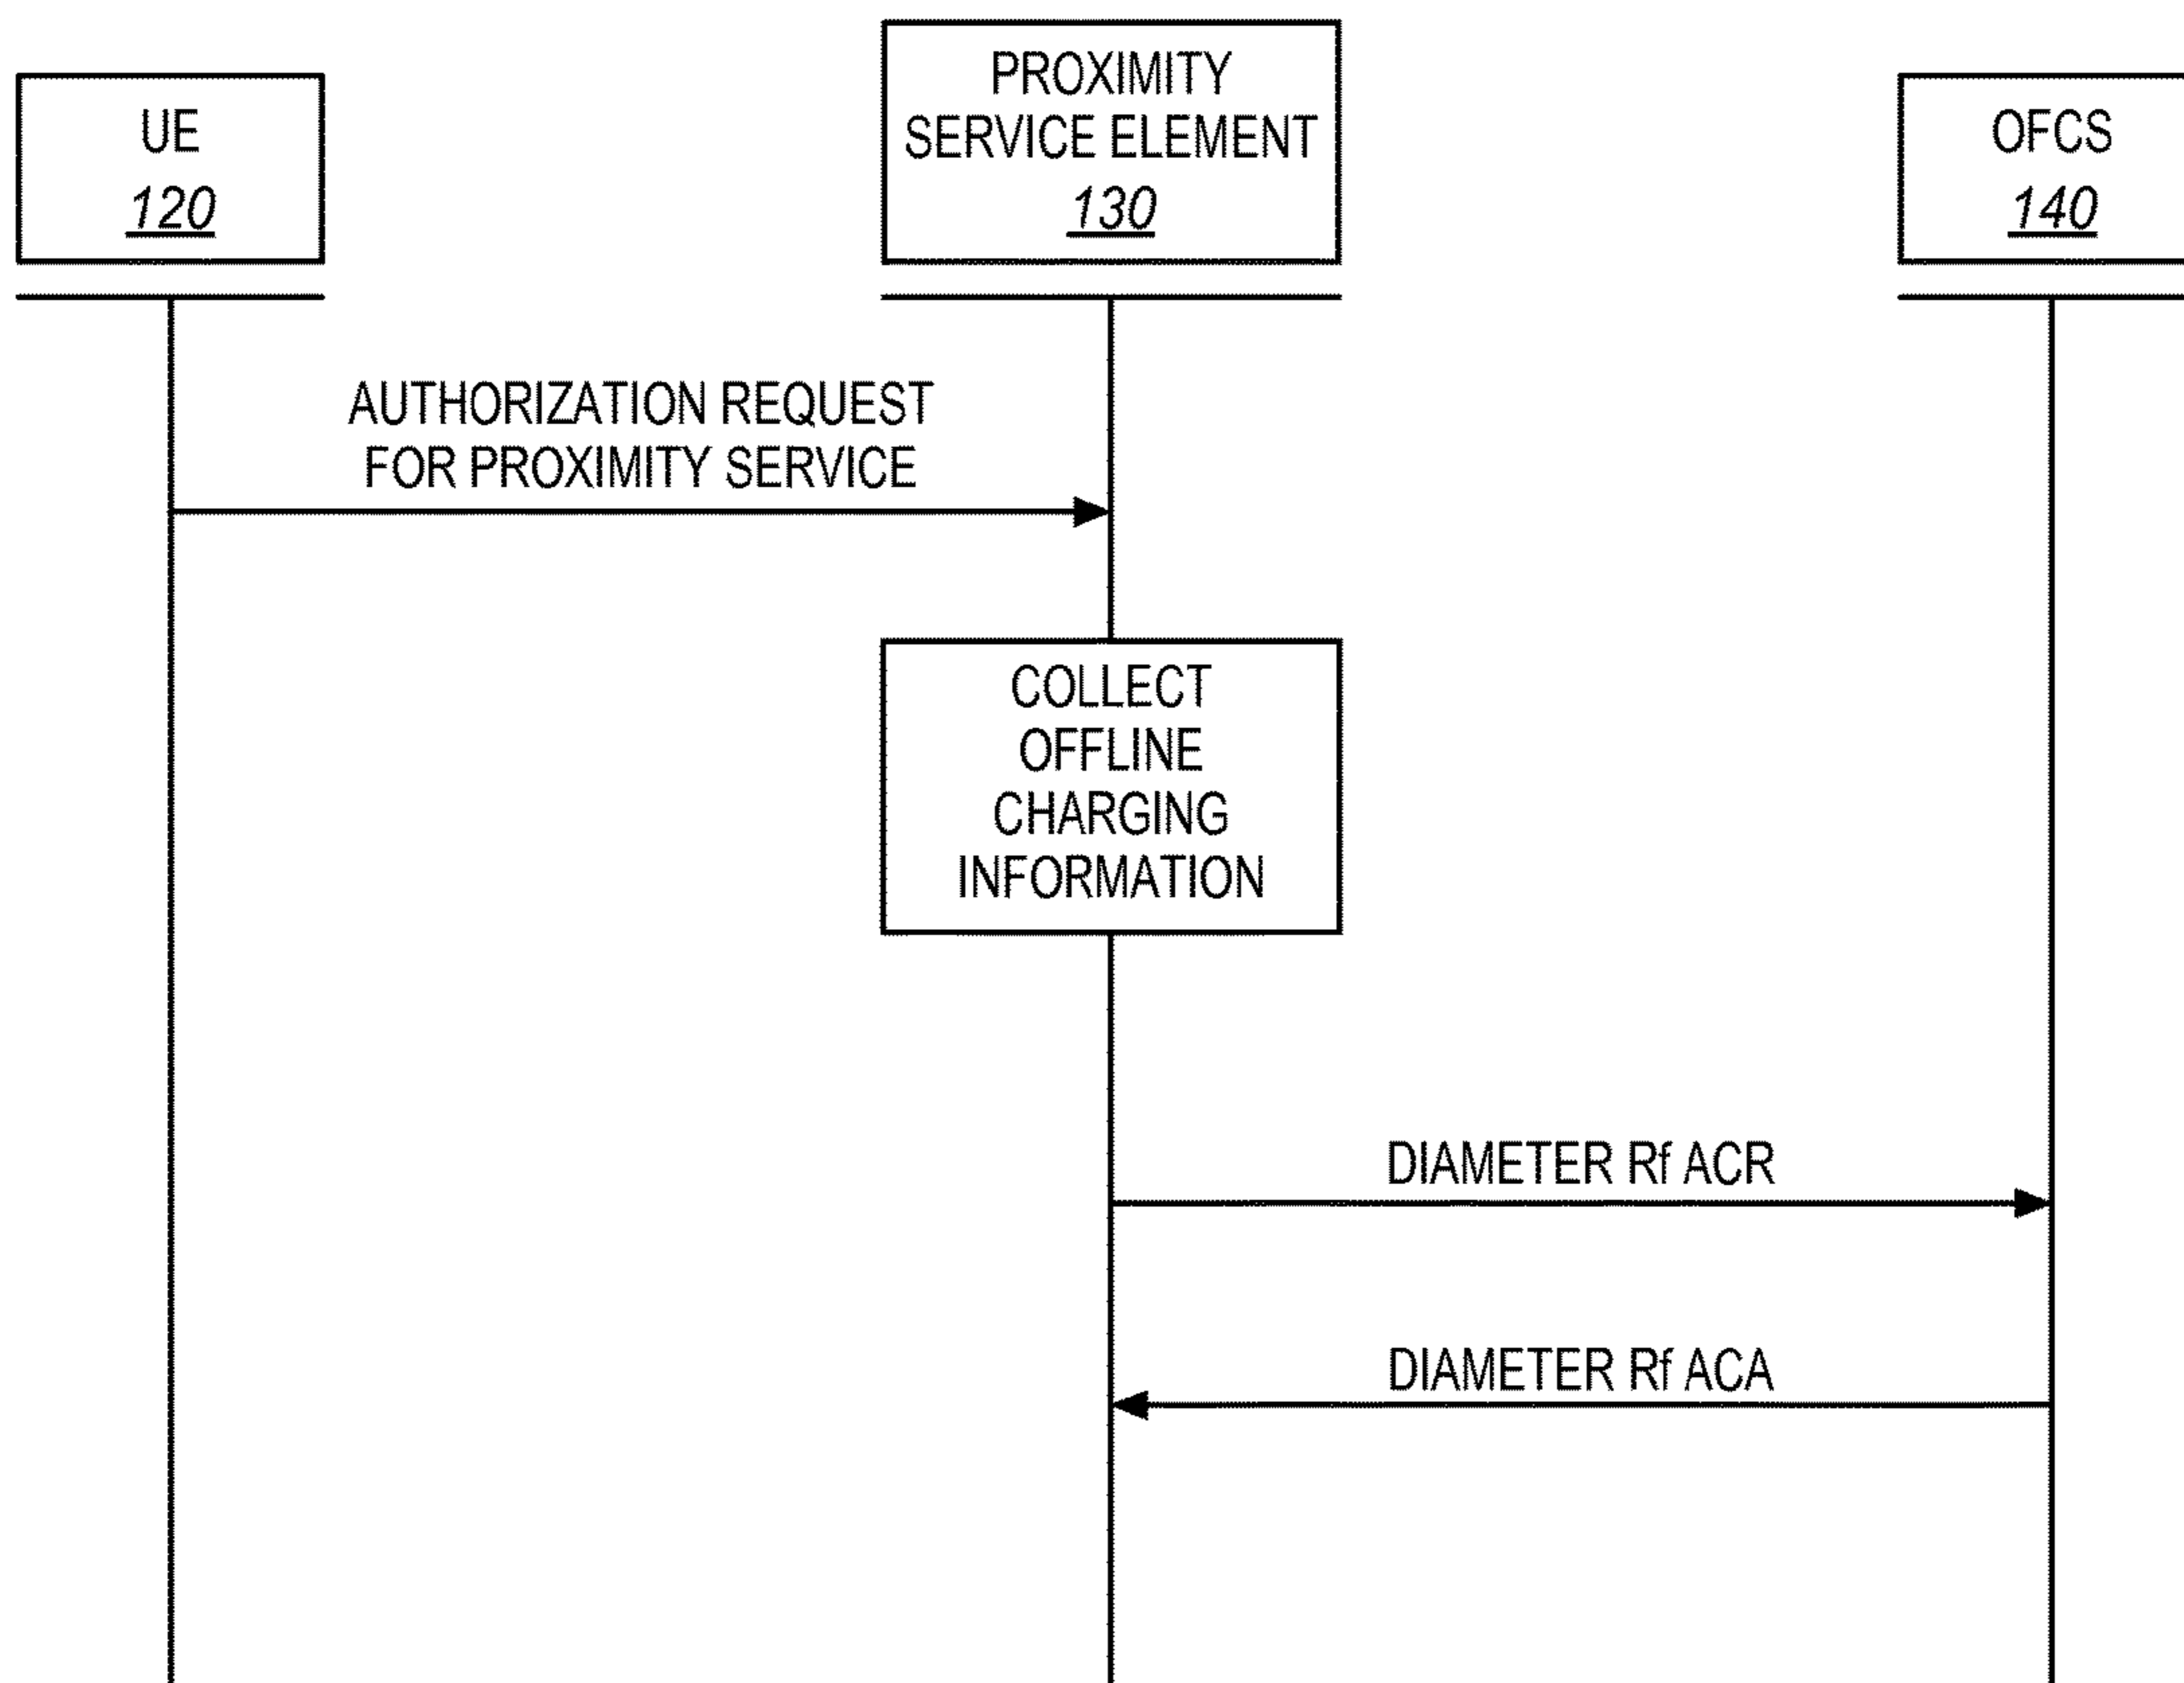 UE
120
PROXIMITY
SERVICE ELEMENT
130
OFCS
140
AUTHORIZATION REQUEST
FOR PROXIMITY SERVICE
COLLECT
OFFLINE
CHARGING
INFORMATION
DIAMETER Rf ACR
DIAMETER Rf ACA